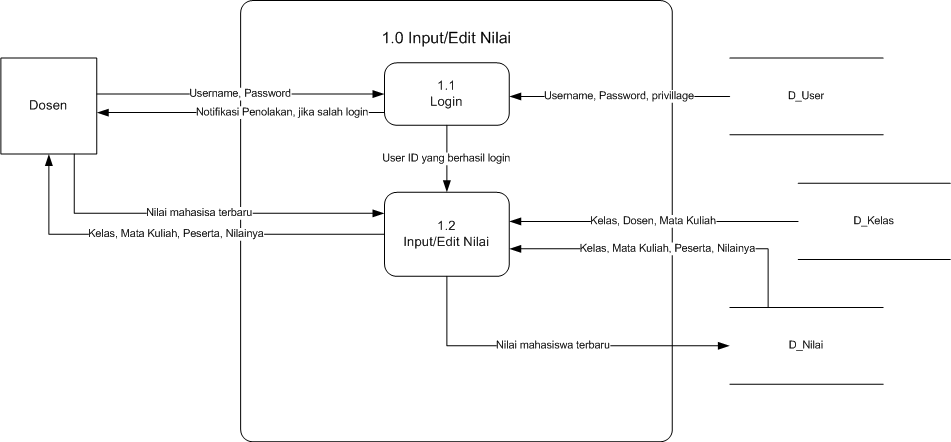 1.0 Input/Edit Nilai
1.1
Login
Dosen
Username, Password
Username, Password, privillage
D_User
Notifikasi Penolakan, jika salah login
User ID yang berhasil login
Nilai mahasisa terbaru
Kelas, Mata Kuliah, Peserta, Nilainya
1.2
Input/Edit Nilai
Kelas, Dosen, Mata Kuliah
D_Kelas
Kelas, Mata Kuliah, Peserta, Nilainya
Nilai mahasiswa terbaru
D_Nilai